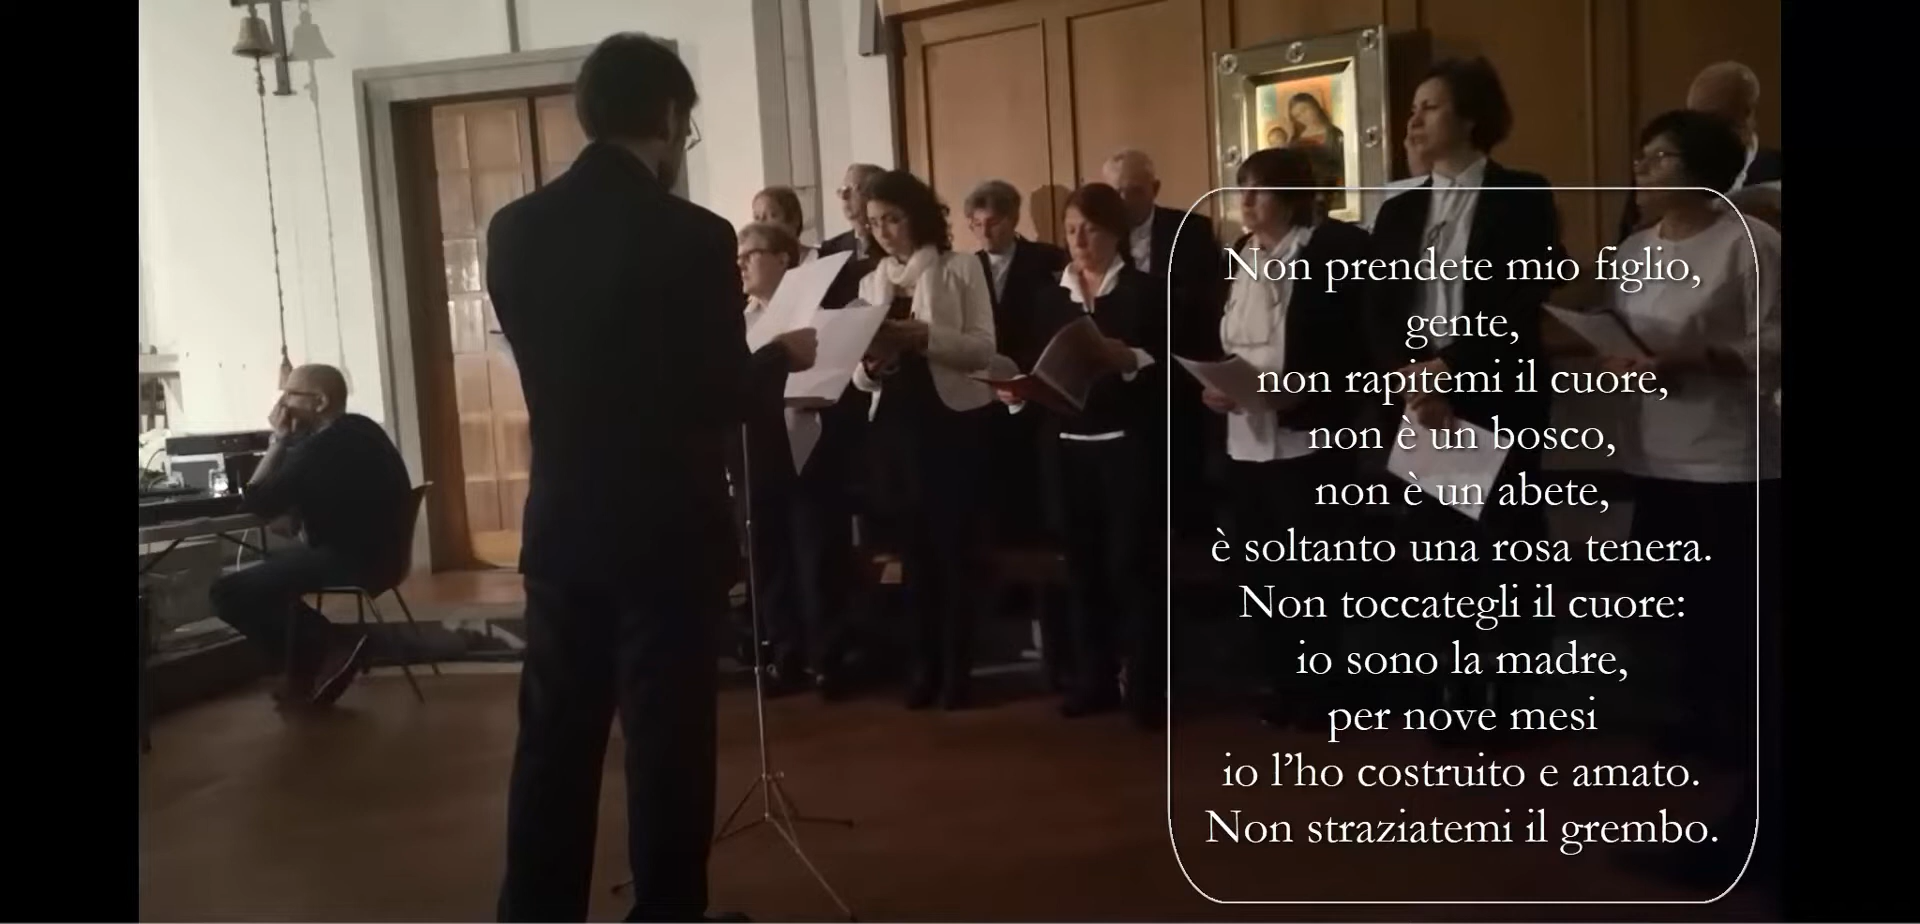 Non prendete mio figlio,
gente,
non rapitemi il cuore,
non è un bosco,
non è un abete,
è soltanto una rosa tenera.
Non toccategli il cuore:
io sono la madre,
per nove mesi
io l’ho costruito e amato.
Non straziatemi il grembo.